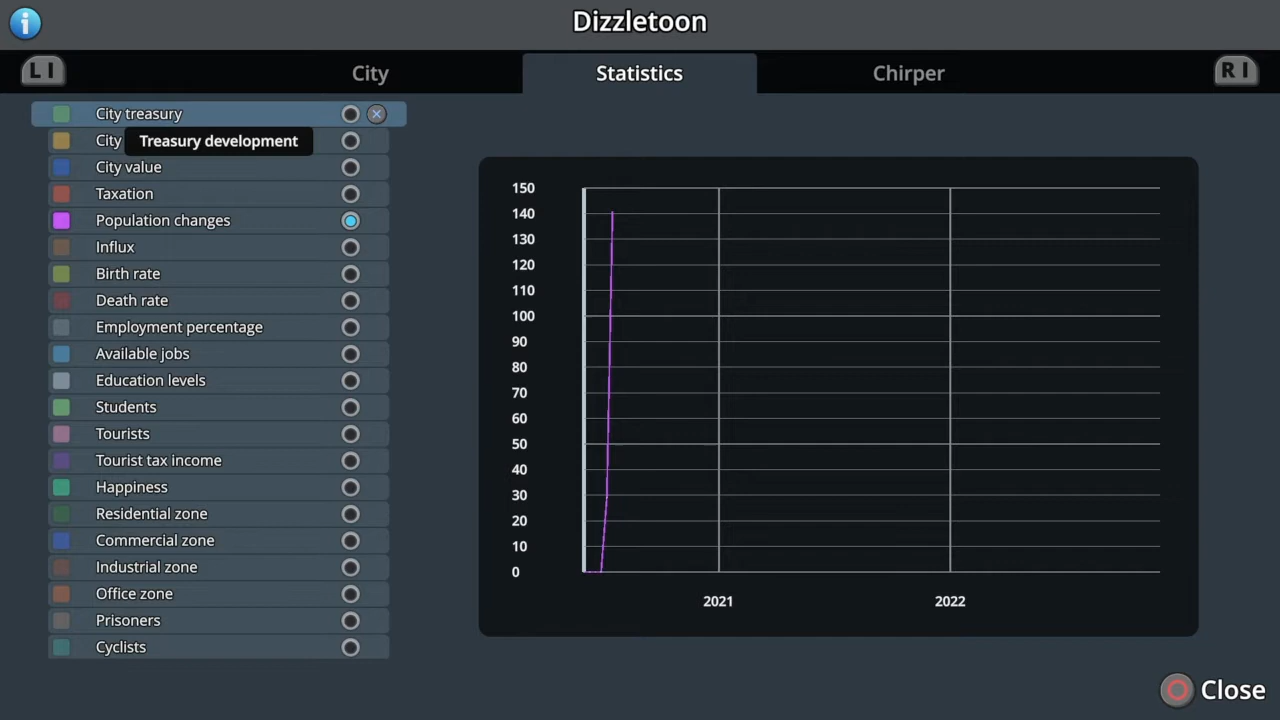 i
Dizzletoon
L1
City
Statistics
Chirper
R1
City treasury
City
Treasury development
City value
Taxation
Population changes
Influx
Birth rate
Death rate
Employment percentage
Available jobs
Education levels
Students
Tourists
Tourist tax income
Happiness
Residential zone
Commercial zone
Industrial zone
Office zone
Prisoners
Cyclists
150
140
130
120
110
100
90
80
70
60
50
40
30
20
10
0
2021
2022
Close